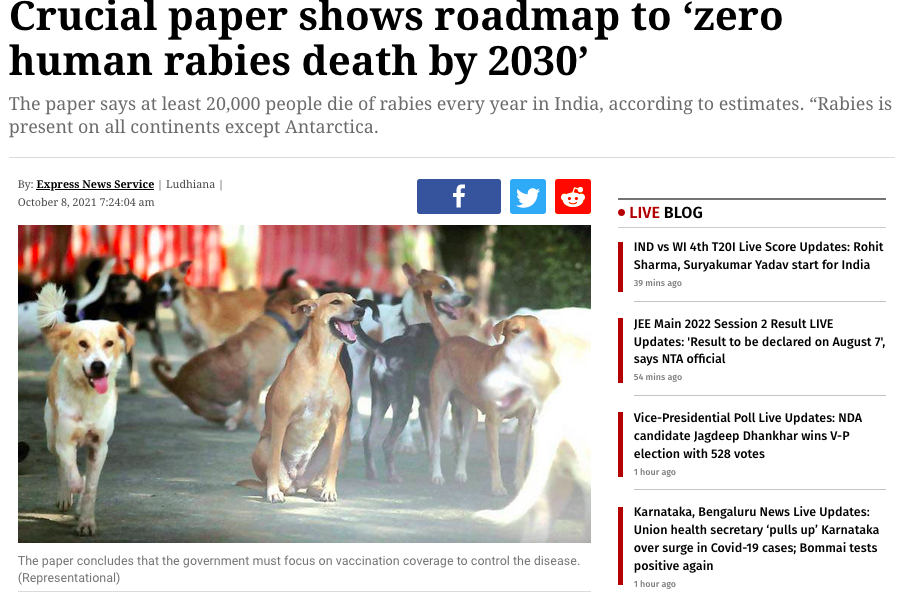 Crucial paper shows roadmap to ‘zero
human rabies death by 2030’
The paper says at least 20,000 people die of rabies every year in India, according to estimates. “Rabies is
present on all continents except Antarctica.
By: Express News Service | Ludhiana |
October 8, 2021 7:24:04 am
The paper concludes that the government must focus on vaccination coverage to control the disease.
(Representational)
LIVE BLOG
IND vs WI 4th T20I Live Score Updates: Rohit
Sharma, Suryakumar Yadav start for India
39 mins ago
JEE Main 2022 Session 2 Result LIVE
Updates: 'Result to be declared on August 7',
says NTA official
54 mins ago
Vice-Presidential Poll Live Updates: NDA
candidate Jagdeep Dhankhar wins V-P
election with 528 votes
1 hour ago
Karnataka, Bengaluru News Live Updates:
Union health secretary ‘pulls up’ Karnataka
over surge in Covid-19 cases; Bommai tests
positive again
1 hour ago